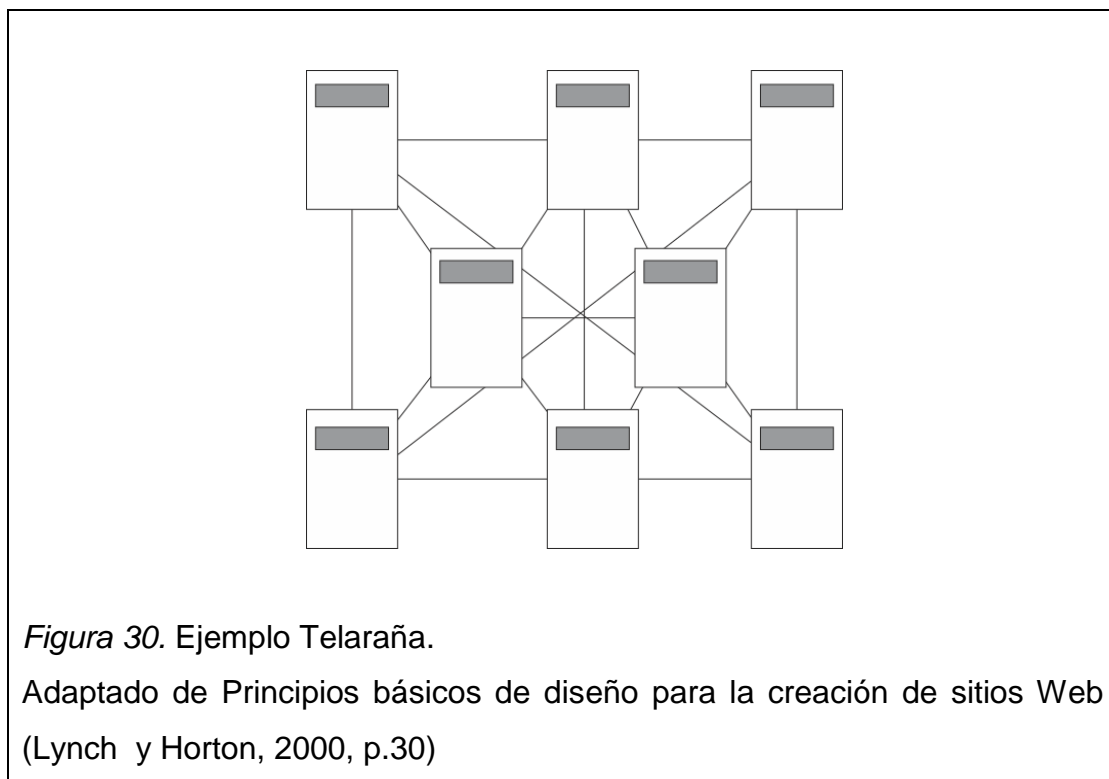 Figura 30. Ejemplo Telaraña.
Adaptado de Principios básicos de diseño para la creación de sitios Web
(Lynch  y Horton, 2000, p.30)